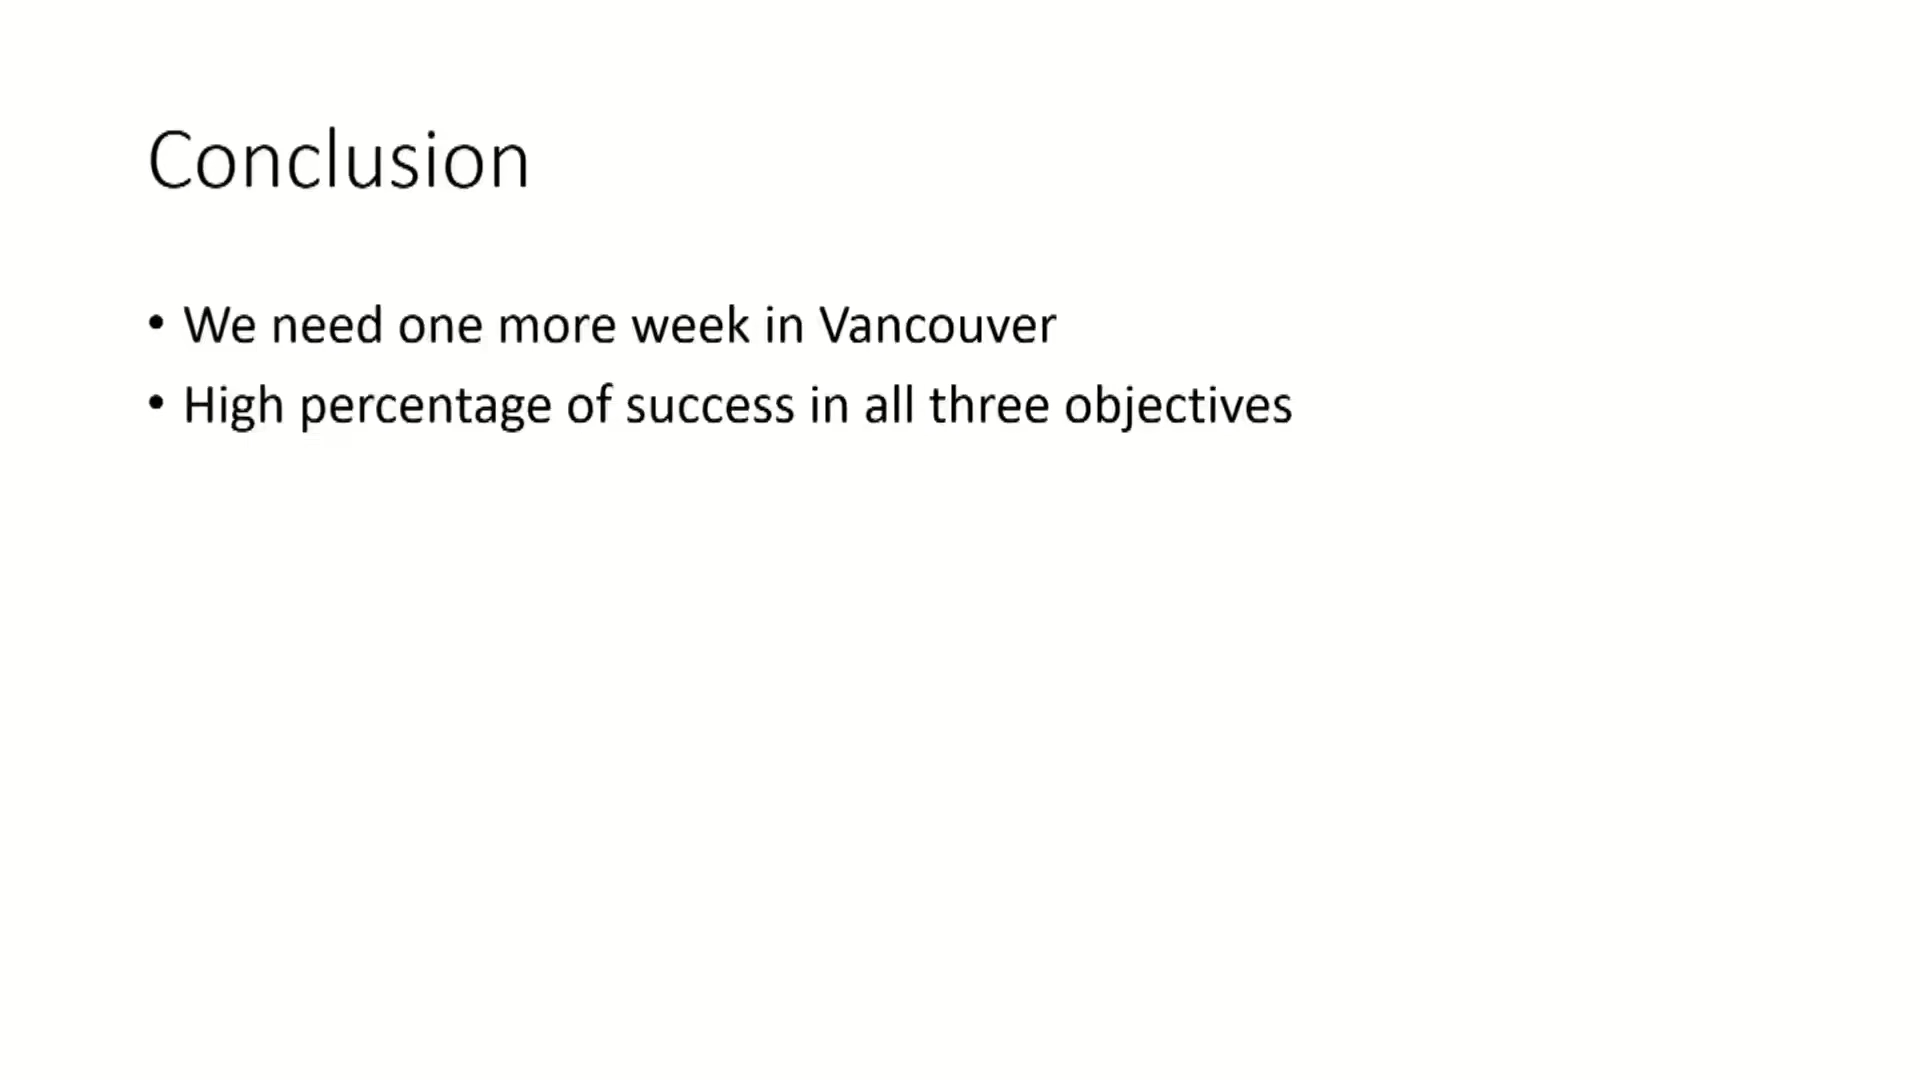 Conclusion
• We need one more week in Vancouver
• High percentage of success in all three objectives